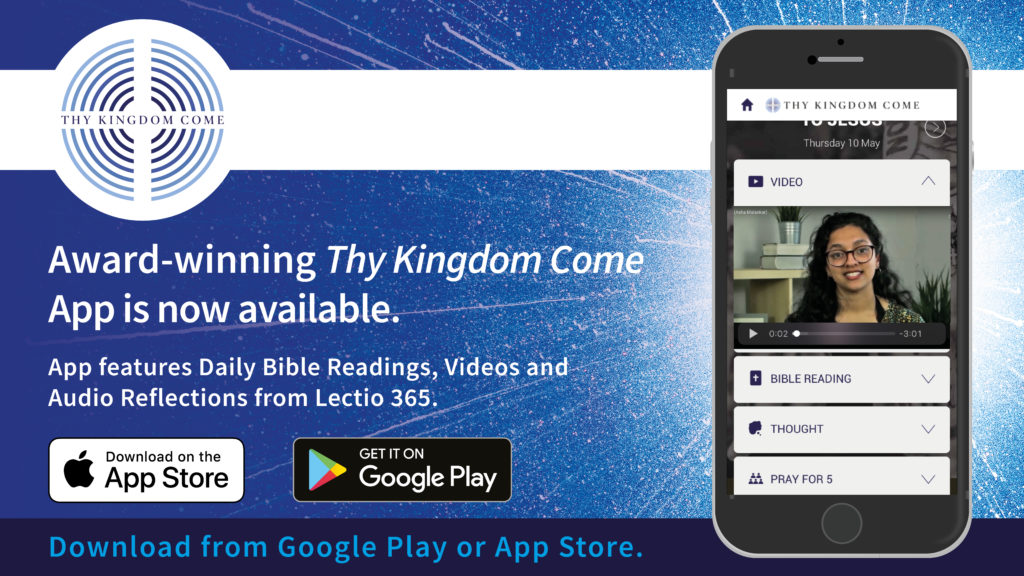 THY KINGDOM COME
Award-winning Thy Kingdom Come
App is now available.
App features Daily Bible Readings, Videos and
Audio Reflections from Lectio 365.
Download on the
App Store
GET IT ON
Google Play
Download from Google Play or App Store.
THY KINGDOM COME
TO JESUS
Thursday 10 May
VIDEO
0:02
-3:01
BIBLE READING
THOUGHT
PRAY FOR 5